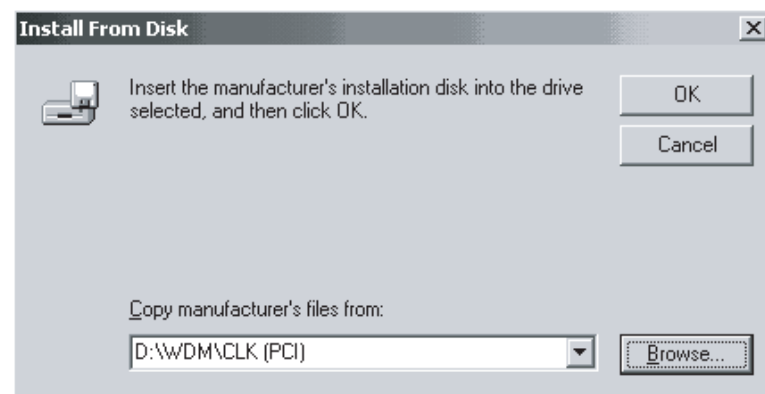 Install From Disk
Insert the manufacturer's installation disk into the drive
selected, and then click OK.
OK
Cancel
Copy manufacturer's files from:
D:\WDM\CLK (PCI)
Browse...